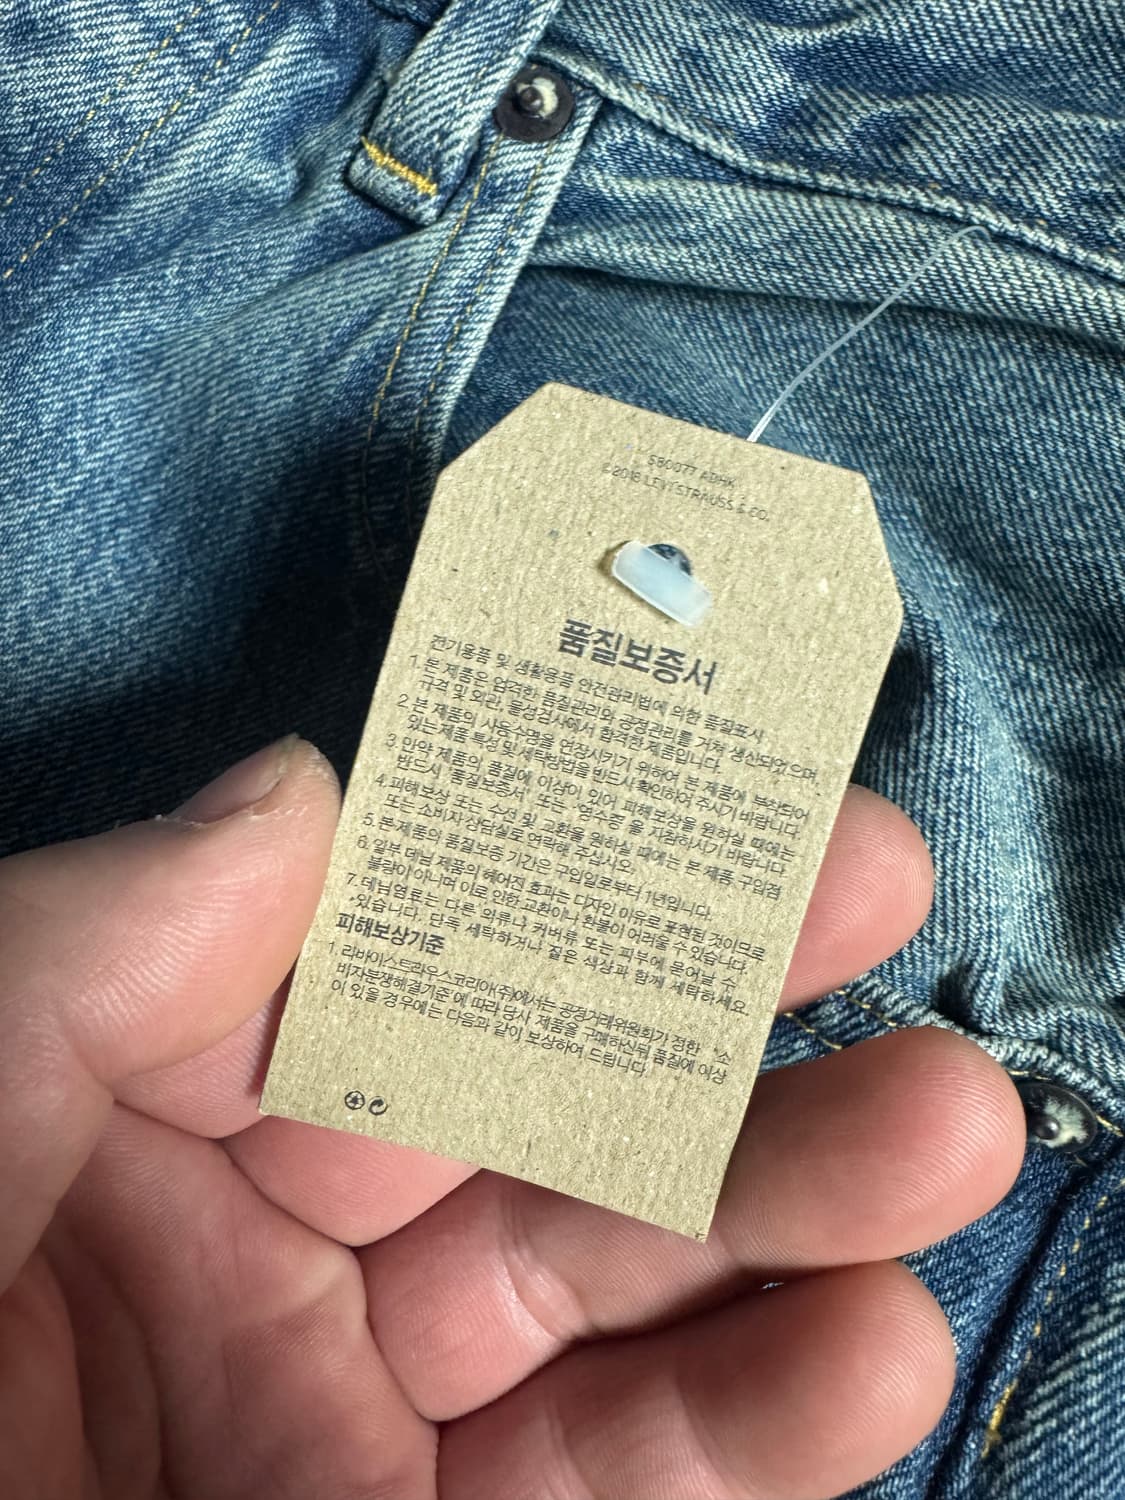 SB0077 ADHK
©2018 LEVI STRAUSS & CO.
품질보증서
전기용품 및 생활용품 안전관리법에 의한 품질표시
1. 본 제품은 엄격한 품질관리와 공정관리를 거쳐 생산되었으며,
규격 및 외관, 물성검사에서 합격한 제품입니다.
2. 본 제품의 사용수명을 연장시키기 위하여 본 제품에 부착되어
있는 제품 특성 및 세탁방법을 반드시 확인하여 주시기 바랍니다.
3. 만약 제품의 품질에 이상이 있어 피해보상을 원하실 때에는
반드시 '품질보증서' 또는 '영수증'을 지참하시기 바랍니다.
4. 피해보상 또는 수선 및 교환을 원하실 때에는 본 제품 구입점
또는 소비자 상담실로 연락해 주십시오.
5. 본 제품의 품질보증 기간은 구입일로부터 1년입니다.
6. 일부 데님 제품의 헤어진 효과는 디자인 이유로 표현된 것이므로
불량이 아니며 이로 인한 교환이나 환불이 어려울 수 있습니다.
7. 데님염료는 다른 의류나 커버류 또는 피부에 묻어날 수
있습니다. 단독 세탁하거나 짙은 색상과 함께 세탁하세요.
피해보상기준
1. 리바이스트라우스코리아(주)에서는 공정거래위원회가 정한 "소
비자분쟁해결기준"에 따라 당사 제품을 구매하신뒤 품질에 이상
이 있을 경우에는 다음과 같이 보상하여 드립니다.